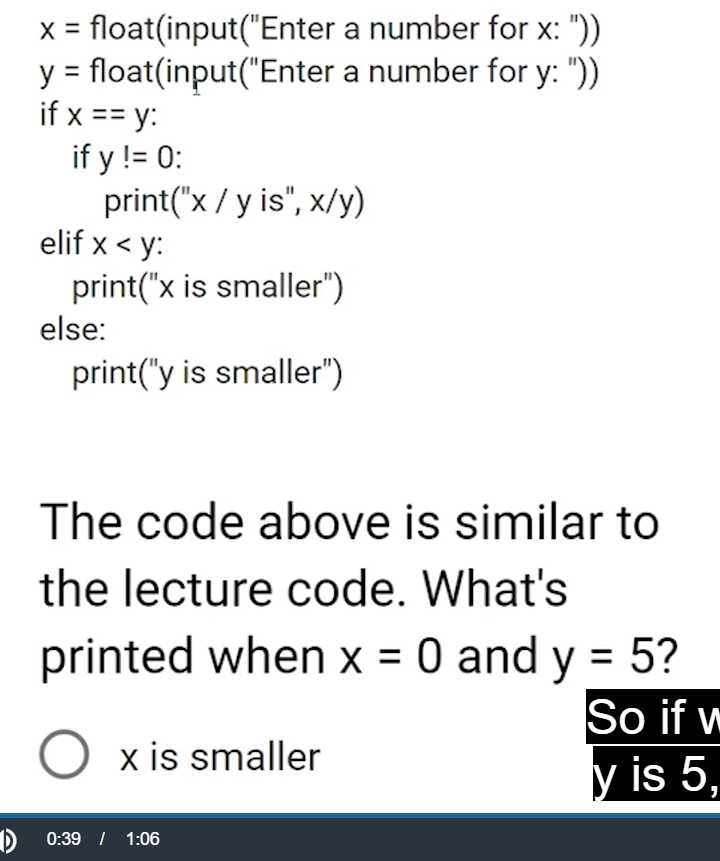 x = float(input("Enter a number for x: "))
y = float(input("Enter a number for y: "))
if x == y:
    if y != 0:
        print("x / y is", x/y)
elif x < y:
    print("x is smaller")
else:
    print("y is smaller")
The code above is similar to
the lecture code. What's
printed when x = 0 and y = 5?
So if
x is smaller
y is 5,
0:39 / 1:06